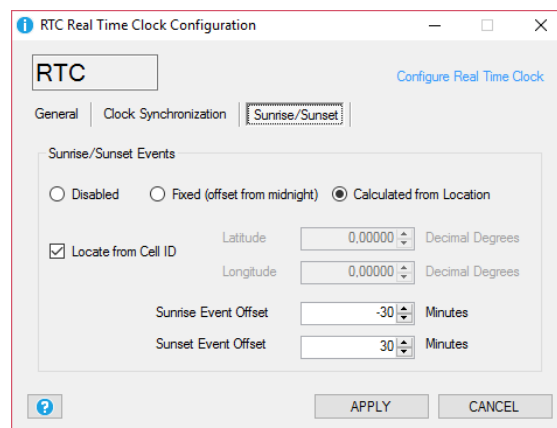 RTC Real Time Clock Configuration
RTC
Configure Real Time Clock
General Clock Synchronization Sunrise/Sunset
Sunrise/Sunset Events
Disabled Fixed (offset from midnight) Calculated from Location
Latitude 0,00000 Decimal Degrees
Locate from Cell ID
Longitude 0,00000 Decimal Degrees
Sunrise Event Offset -30 Minutes
Sunset Event Offset 30 Minutes
? APPLY CANCEL